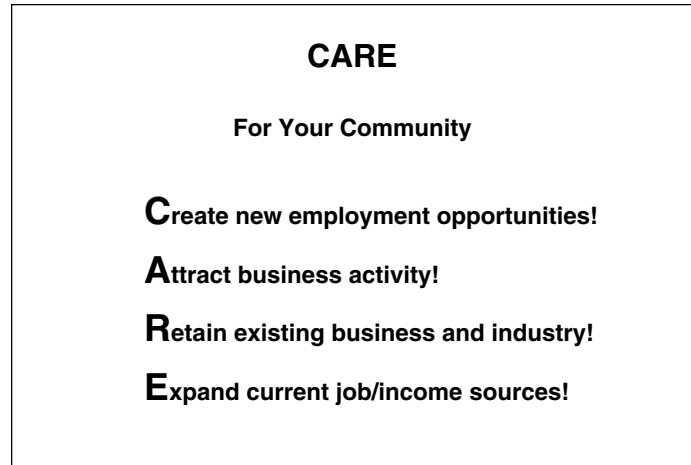 CARE
For Your Community
Create new employment opportunities!
Attract business activity!
Retain existing business and industry!
Expand current job/income sources!